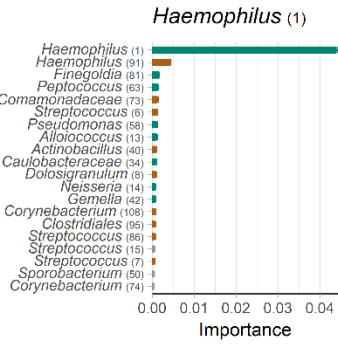 Haemophilus (1)
Haemophilus (1)
Haemophilus (91)
Finegoldia (81)
Peptococcus (63)
Comamonadaceae (73)
Streptococcus (6)
Pseudomonas (58)
Alloiococcus (13)
Actinobacillus (40)
Caulobacteraceae (34)
Dolosigranulum (8)
Neisseria (14)
Gemella (42)
Corynebacterium (108)
Clostridiales (95)
Streptococcus (86)
Streptococcus (15)
Streptococcus (7)
Sporobacterium (50)
Corynebacterium (74)
0.00 0.01 0.02 0.03 0.04
Importance